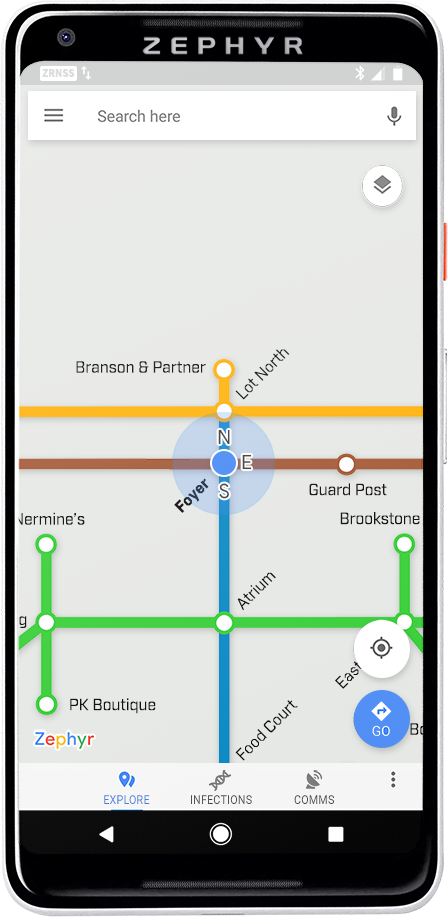 ZEPHYR
ZRNSS
Search here
Branson & Partner
Lot North
N
E
S
Foyer
Guard Post
Nermine's
Brookstone
g
Atrium
East
PK Boutique
GO
Zephyr
Food Court
EXPLORE
INFECTIONS
COMMS